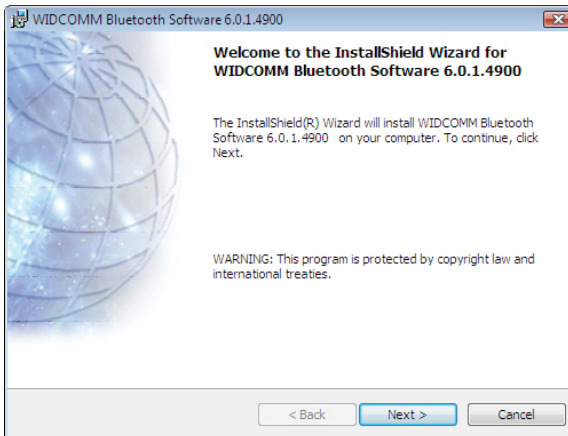 WIDCOMM Bluetooth Software 6.0.1.4900
Welcome to the InstallShield Wizard for
WIDCOMM Bluetooth Software 6.0.1.4900
The InstallShield(R) Wizard will install WIDCOMM Bluetooth
Software 6.0.1.4900 on your computer. To continue, click
Next.
WARNING: This program is protected by copyright law and
international treaties.
< Back Next > Cancel